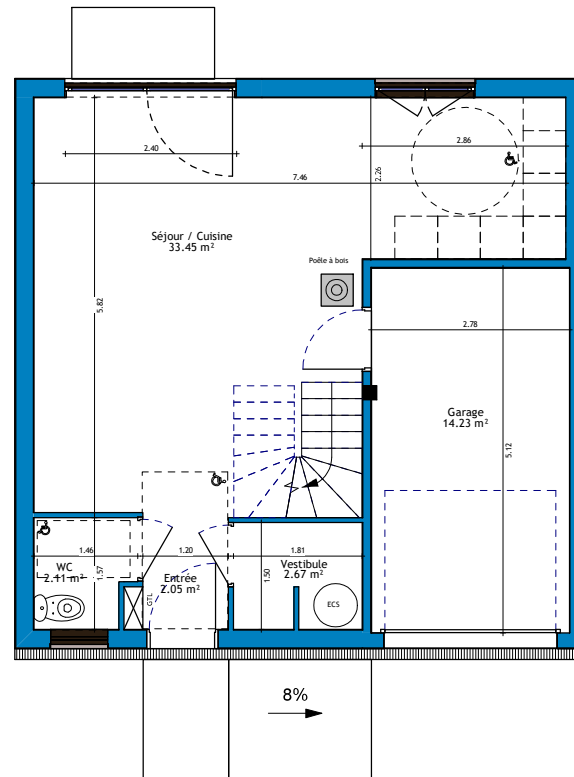 2.40
2.86
7.46
2.26
Séjour / Cuisine
33.45 m²
Poêle à bois
5.82
2.78
Garage
14.23 m²
5.12
1.46
1.20
1.81
WC
2.11 m²
1.57
Entrée
2.05 m²
Vestibule
2.67 m²
1.50
GTL
ECS
8%